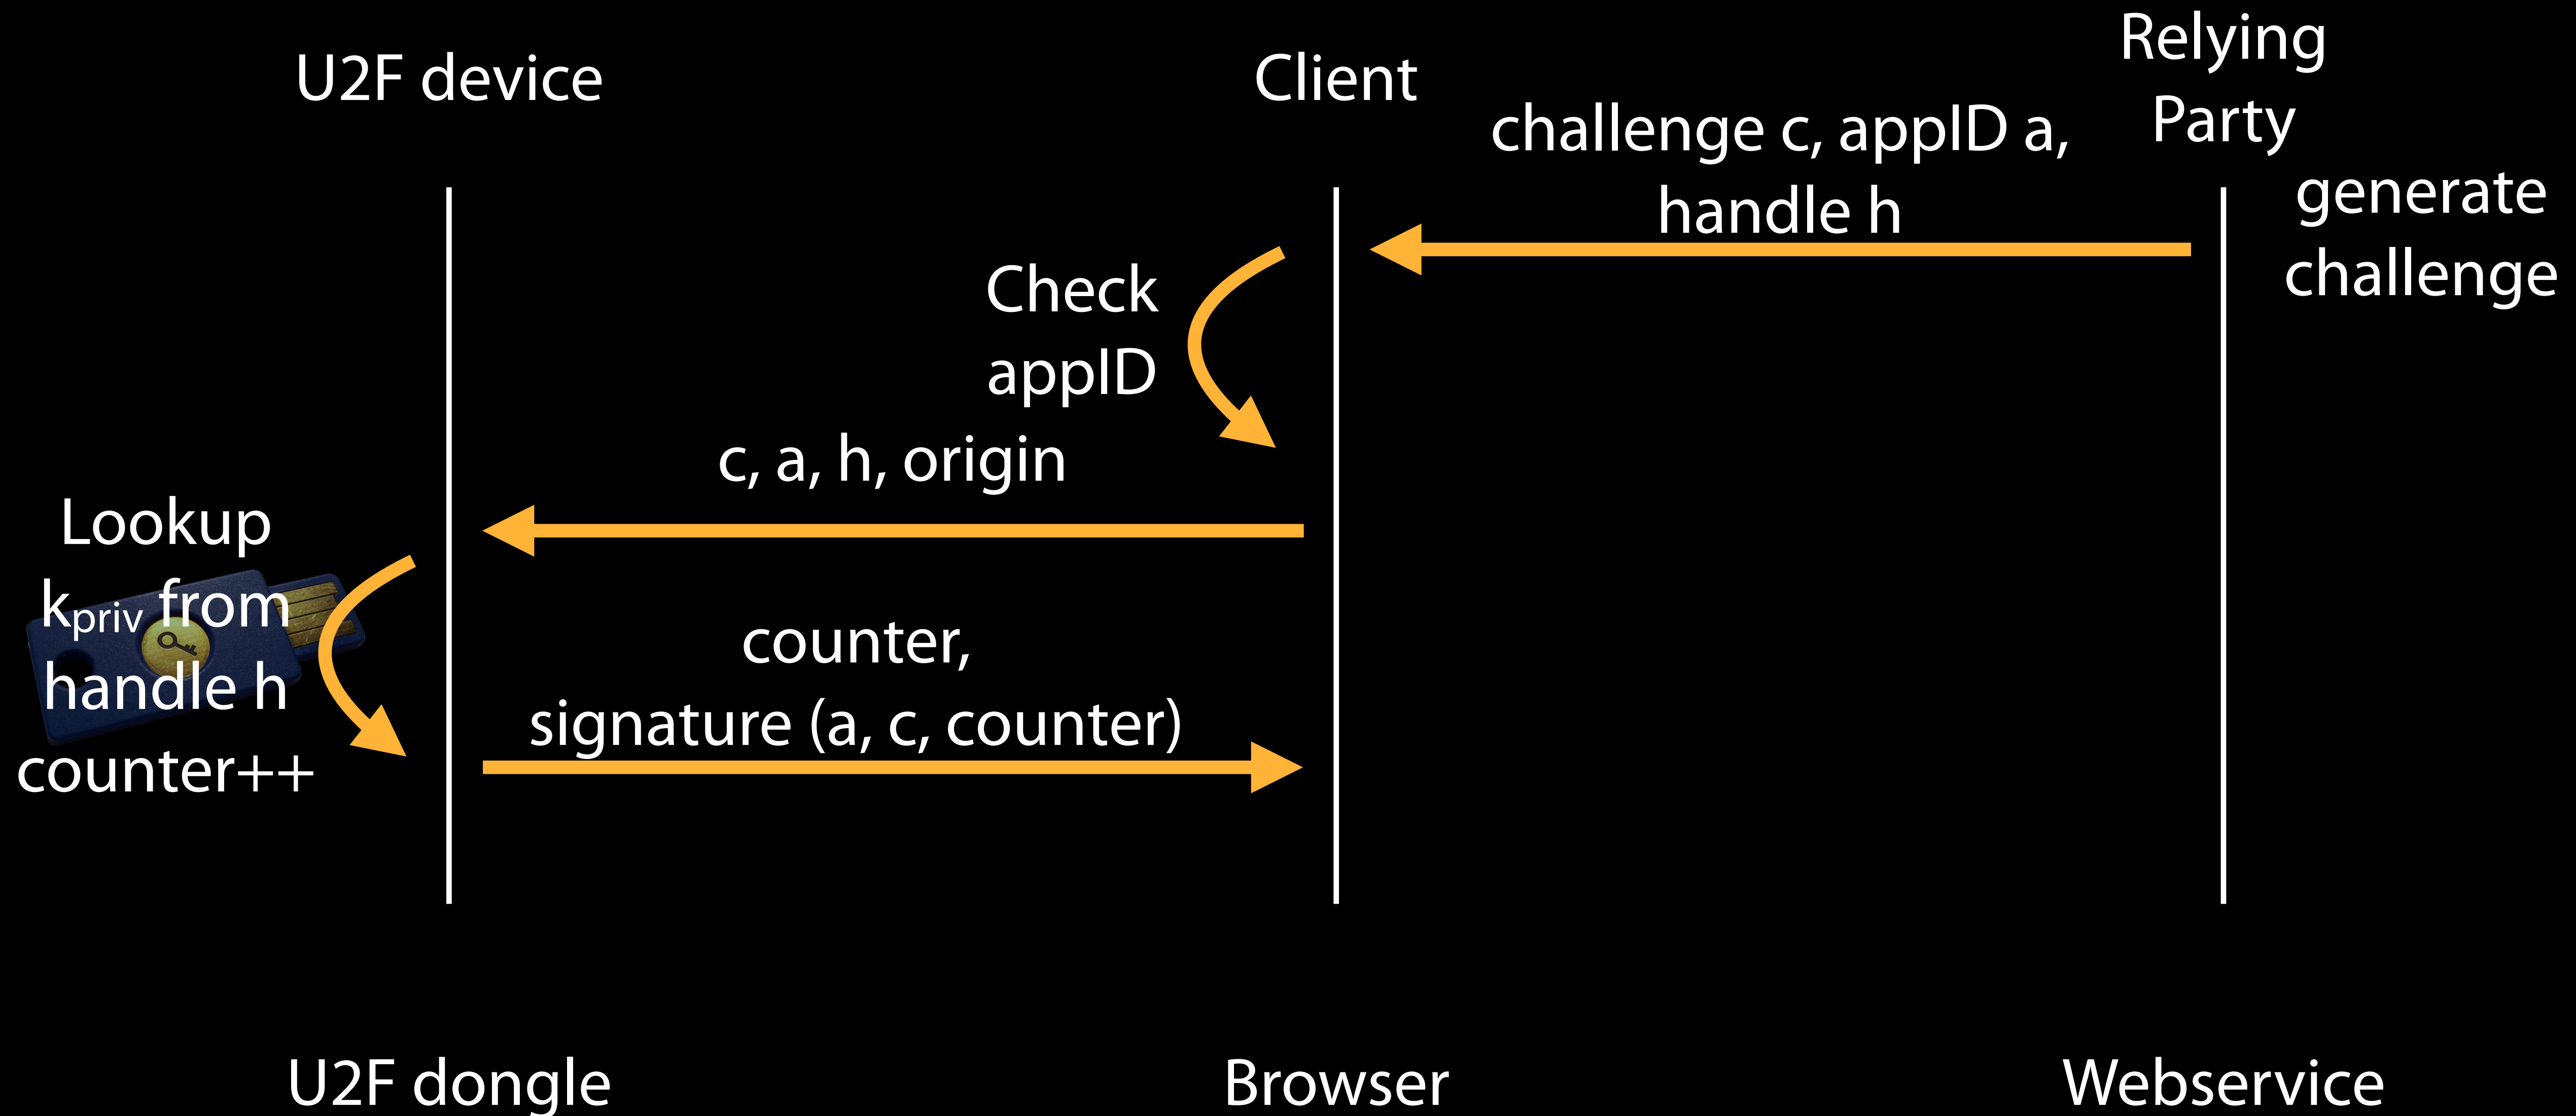 U2F device
Client
Relying
Party
challenge c, appID a,
handle h
generate
challenge
Check
appID
c, a, h, origin
Lookup
kpriv from
handle h
counter++
counter,
signature (a, c, counter)
U2F dongle
Browser
Webservice